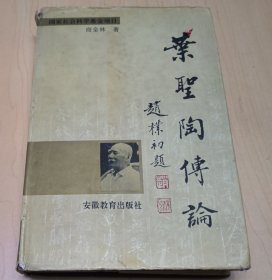 国家社会科学基金项目
商金林 著
葉聖陶傳論
趙樸初題
安徽教育出版社